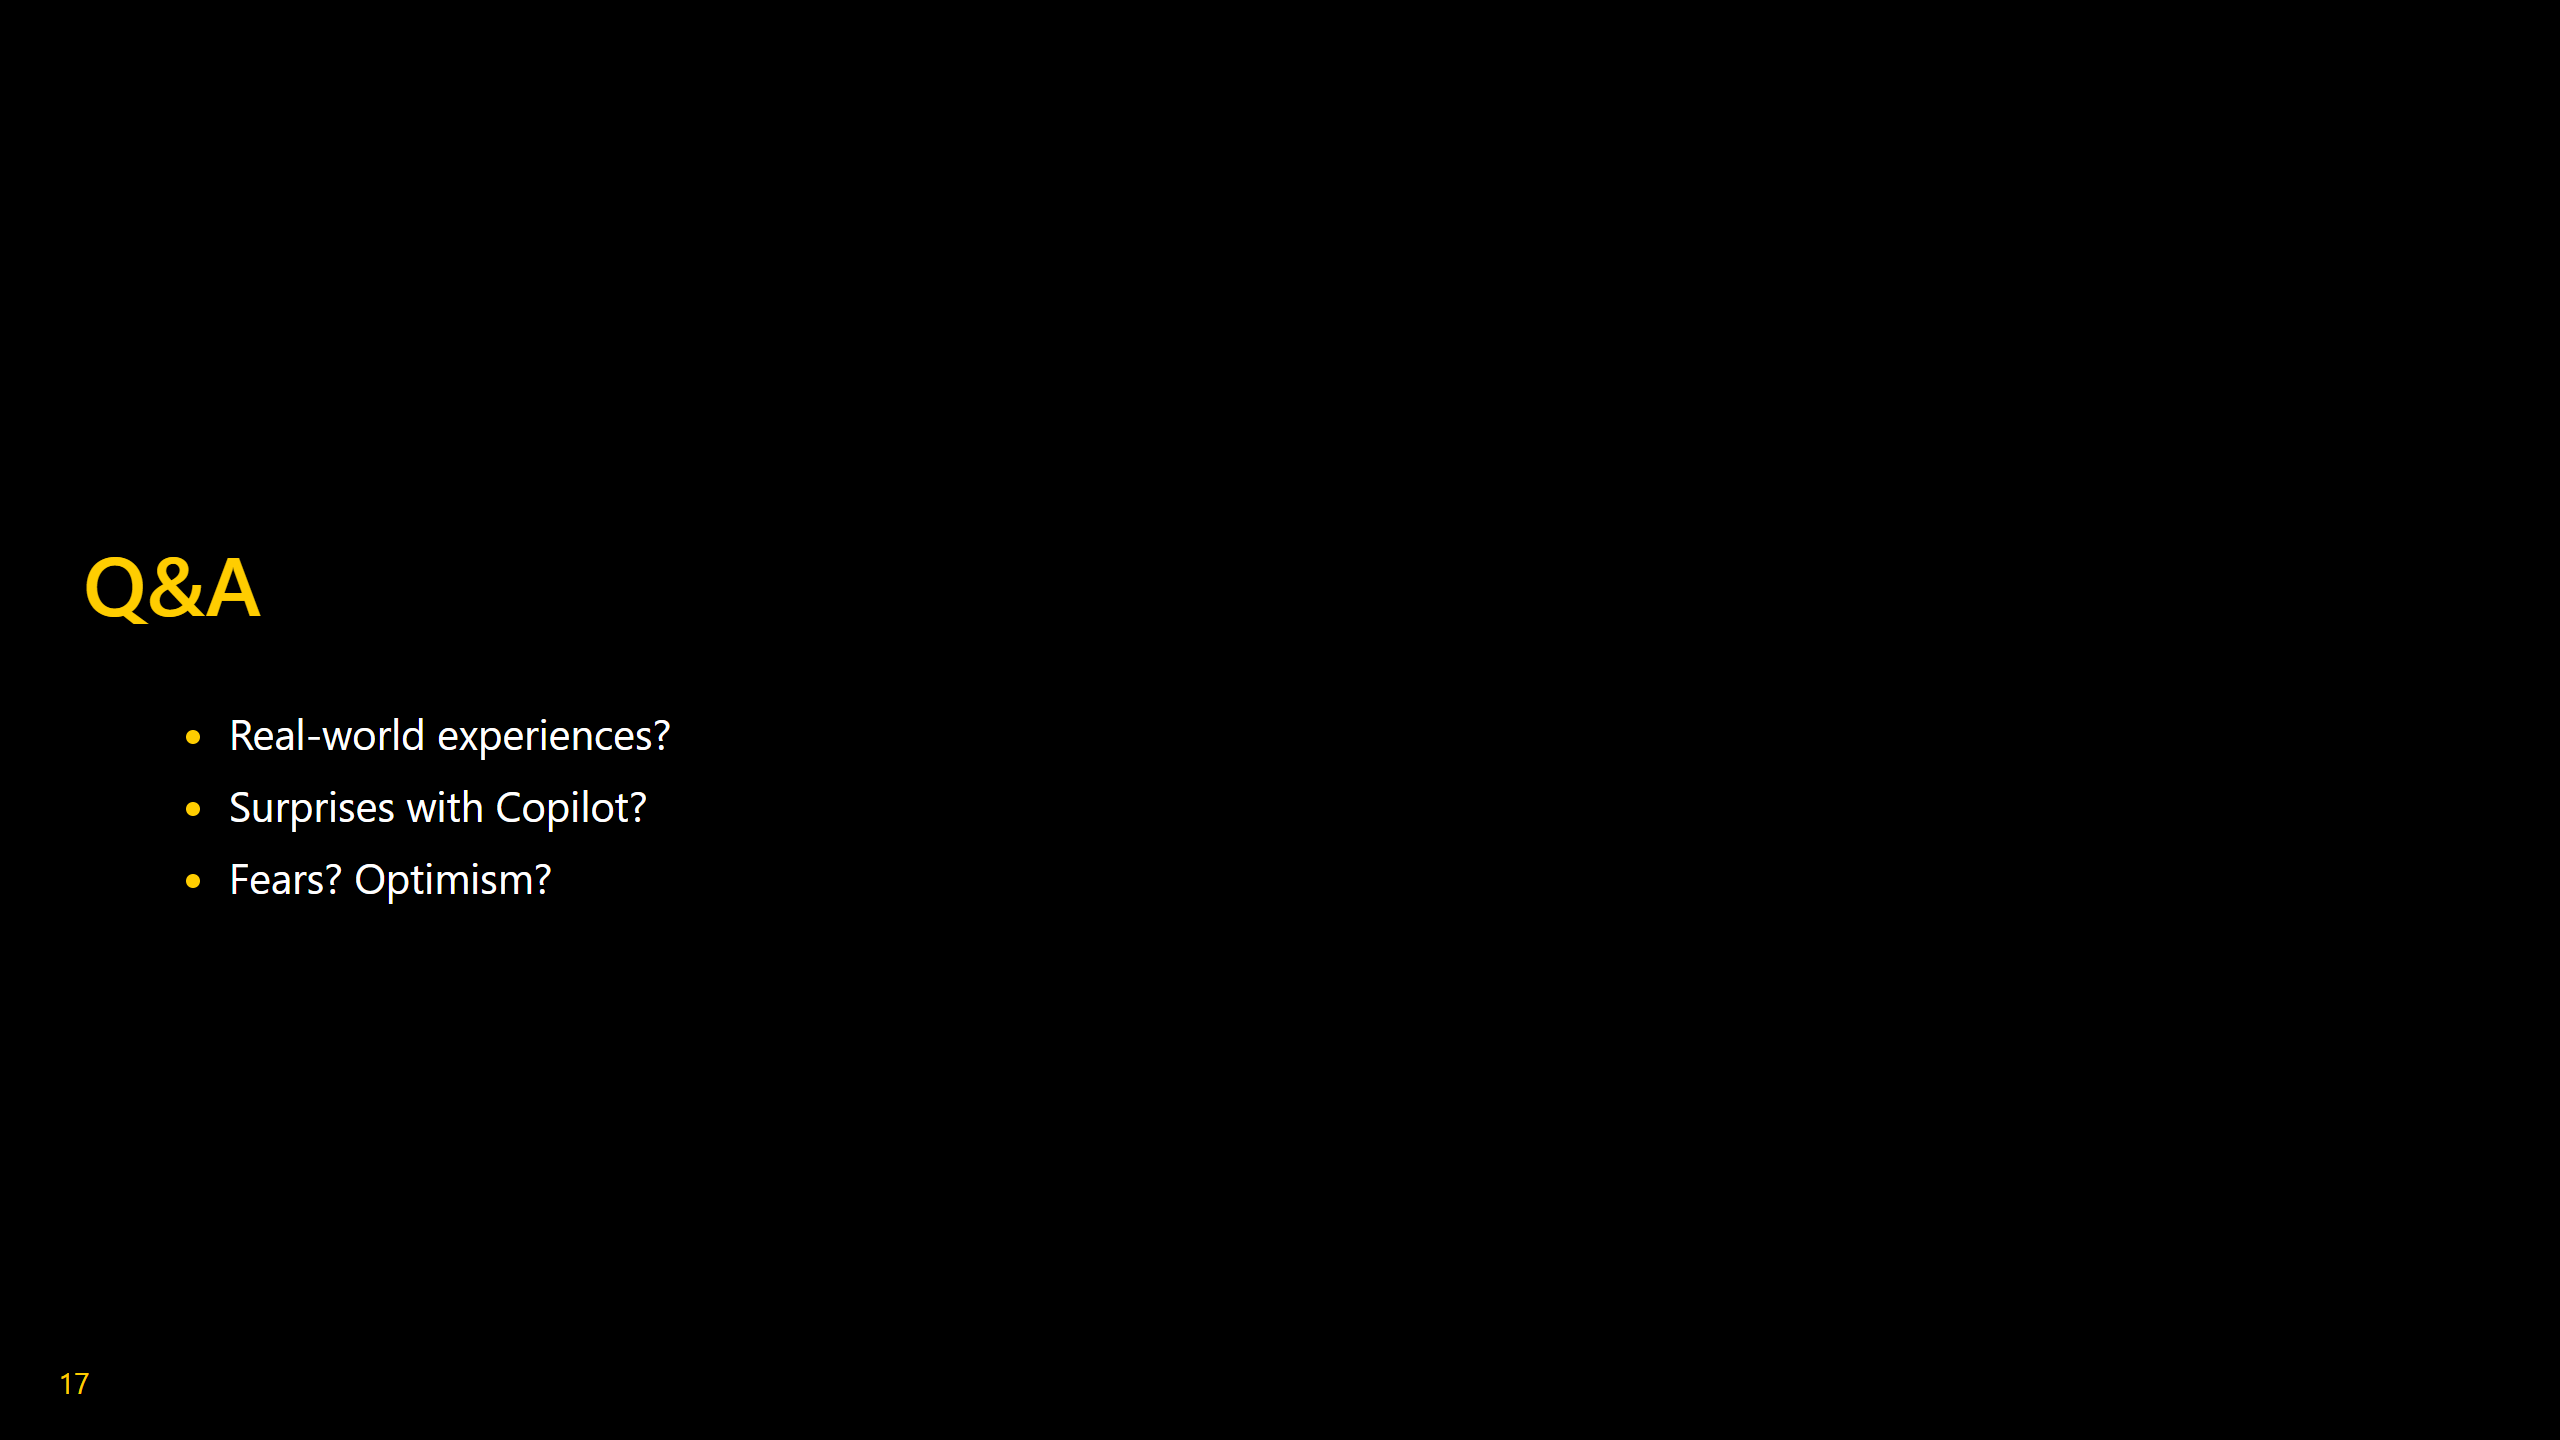 Q&A
• Real-world experiences?
• Surprises with Copilot?
• Fears? Optimism?
17